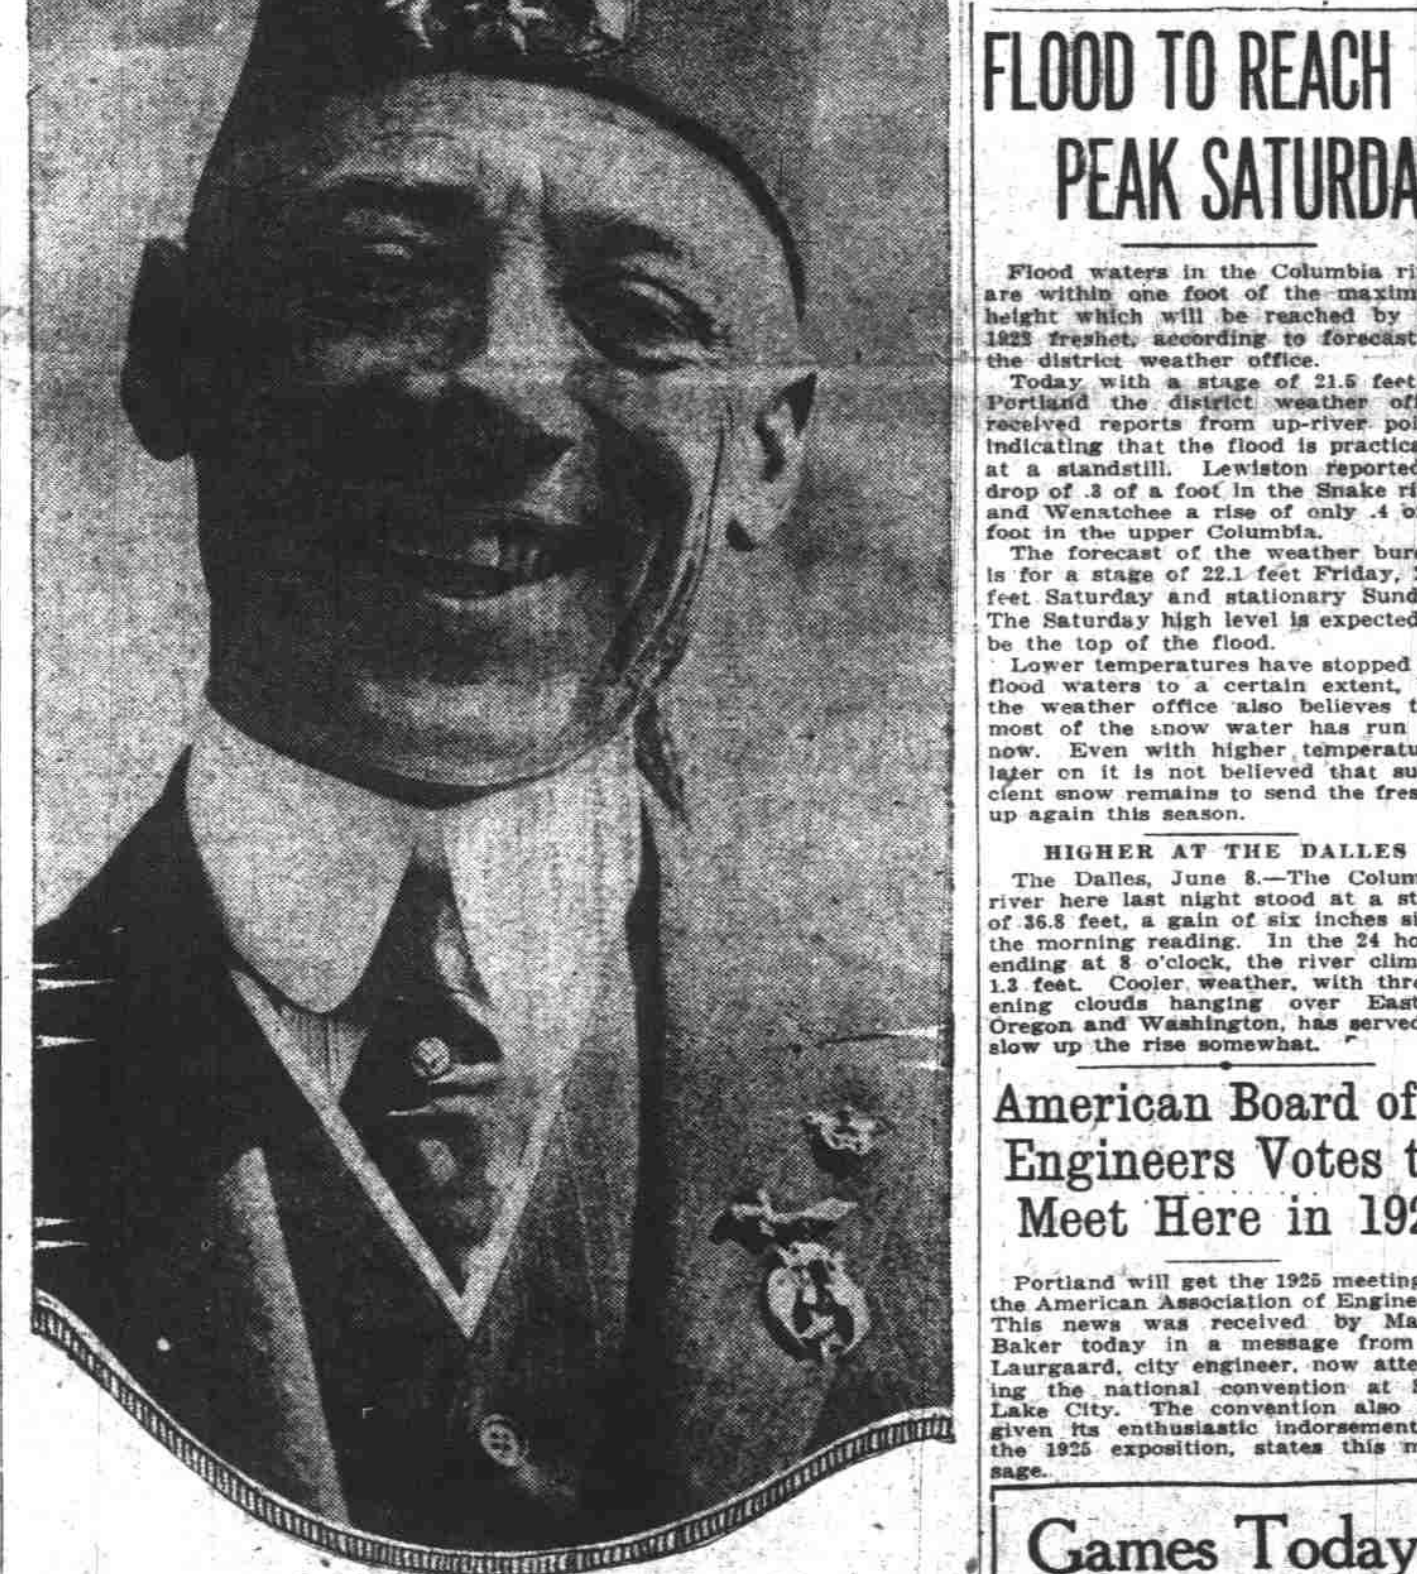 FLOOD TO REACH
PEAK SATURDA
Flood waters in the Columbia ri
are within one foot of the maxim
height which will be reached by
1922 freshet, according to forecast
the district weather office.
Today with a stage of 21.5 feet
Portland the district weather off
received reports from up-river poi
indicating that the flood is practica
at a standstill. Lewiston reported
drop of .3 of a foot in the Snake ri
and Wenatchee a rise of only .4 o
foot in the upper Columbia.
The forecast of the weather bur
is for a stage of 22.1 feet Friday,
feet Saturday and stationary Sund
The Saturday high level is expected
be the top of the flood.
Lower temperatures have stopped
flood waters to a certain extent,
the weather office also believes t
most of the snow water has run
now. Even with higher temperatu
later on it is not believed that su
cient snow remains to send the fres
up again this season.
HIGHER AT THE DALLES
The Dalles, June 8.—The Colum
river here last night stood at a st
of 36.8 feet, a gain of six inches si
the morning reading. In the 24 ho
ending at 8 o'clock, the river clim
1.3 feet. Cooler weather, with thre
ening clouds hanging over East
Oregon and Washington, has served
slow up the rise somewhat.
American Board of
Engineers Votes t
Meet Here in 192
Portland will get the 1925 meeting
the American Association of Enginee
This news was received by Ma
Baker today in a message from
Laurgaard, city engineer, now atte
ing the national convention at
Lake City. The convention also
given its enthusiastic indorsement
the 1925 exposition, states this m
sage.
Games Today